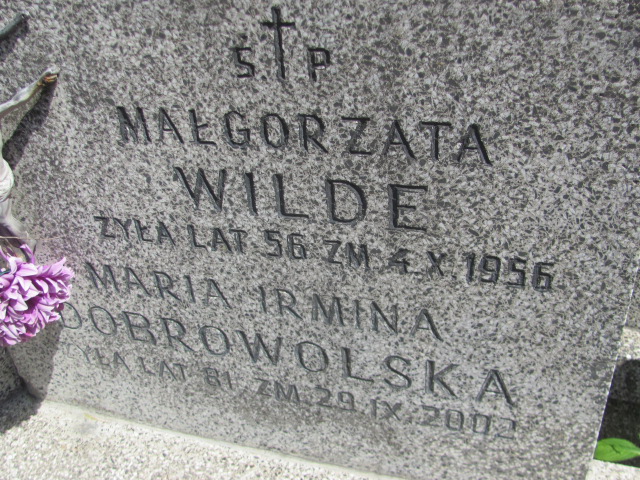 Ś P
MAŁGORZATA
WILDE
ŻYŁA LAT 56 ZM 4 X 1956
MARIA IRMINA
DOBROWOLSKA
ŻYŁA LAT 81 ZM 29 IX 2002